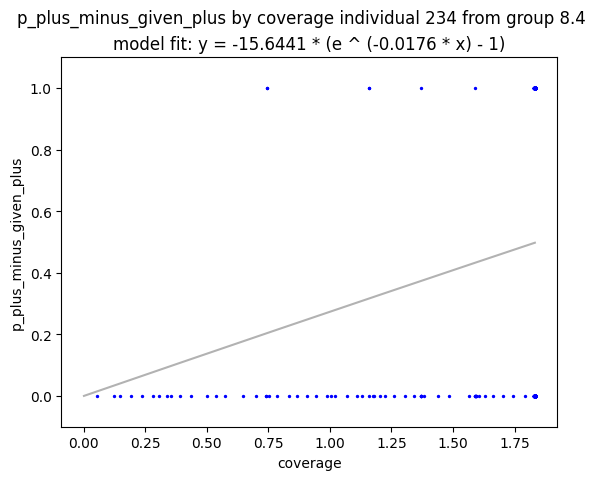 p_plus_minus_given_plus by coverage individual 234 from group 8.4
model fit: y = -15.6441 * (e ^ (-0.0176 * x) - 1)
1.0
0.8
0.6
0.4
0.2
0.0
p_plus_minus_given_plus
0.00 0.25 0.50 0.75 1.00 1.25 1.50 1.75
coverage